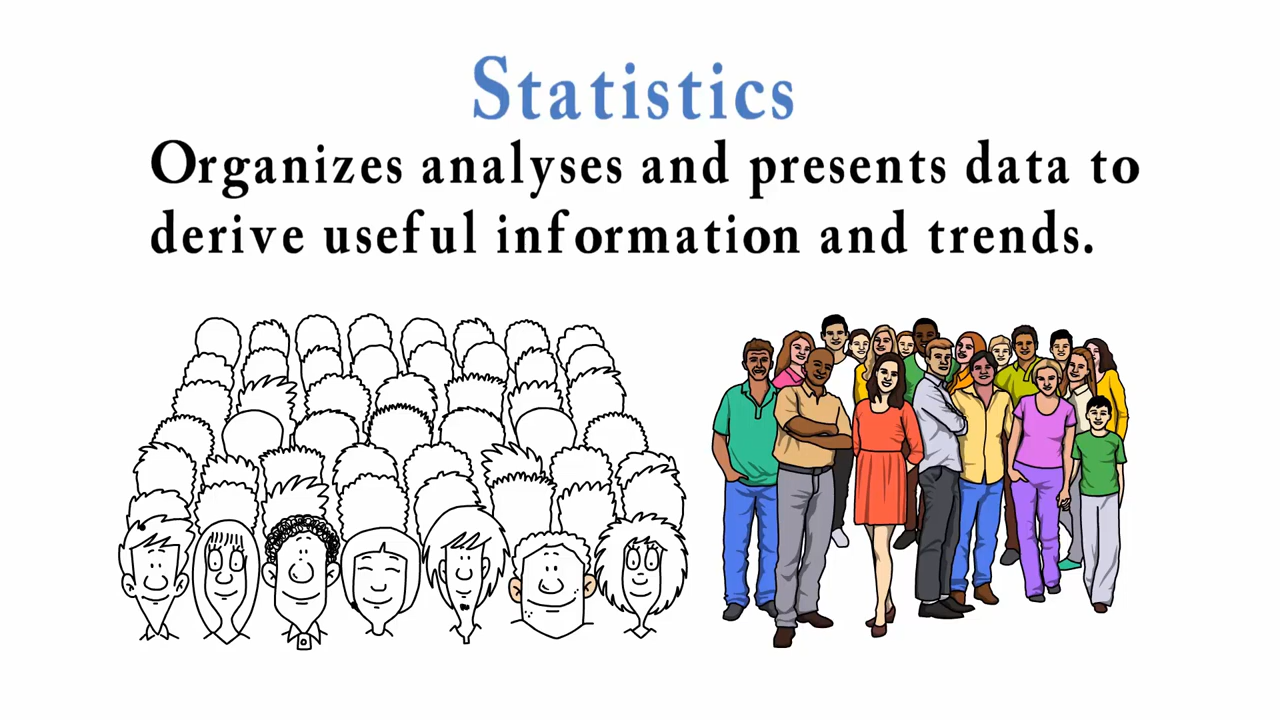 Statistics
Organizes analyses and presents data to
derive useful information and trends.